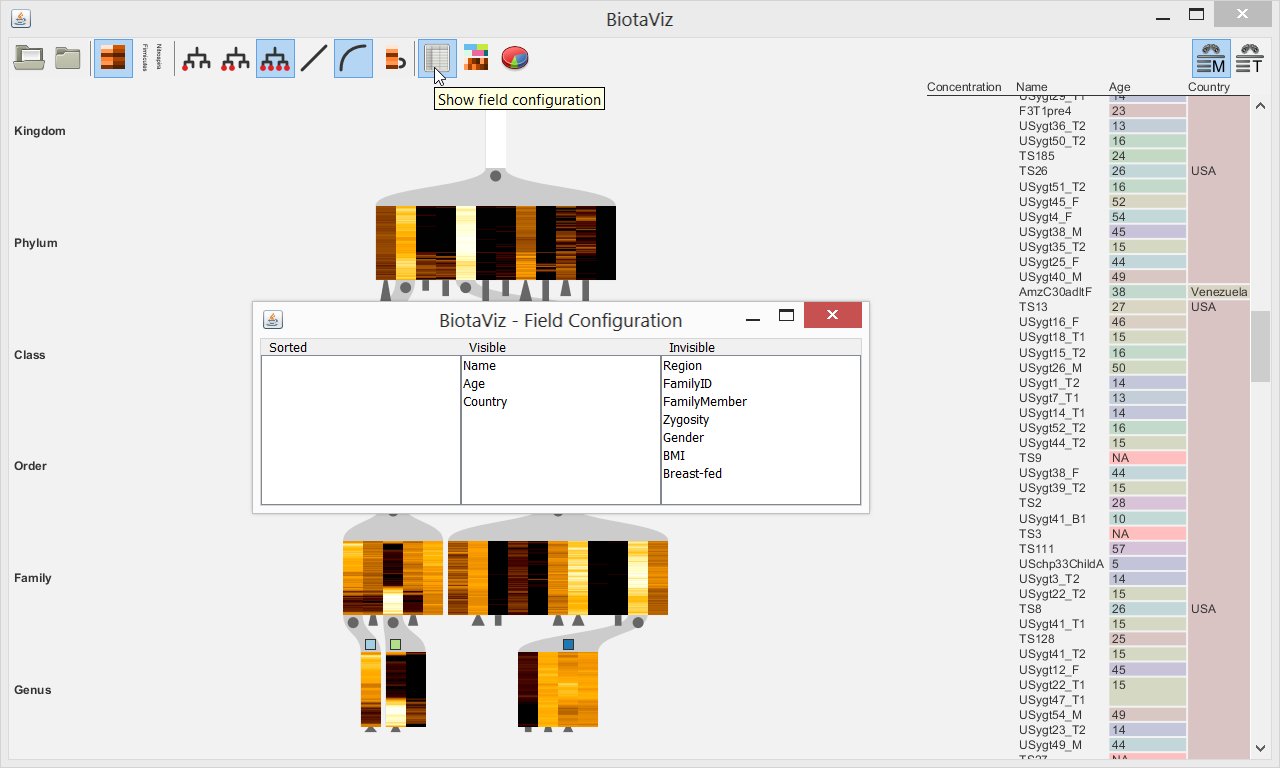 BiotaViz
Nitrospira
Firmicutes
M
T
Show field configuration
Concentration Name Age Country
Kingdom
Phylum
Class
Order
Family
Genus
BiotaViz - Field Configuration
Sorted Visible Invisible
Name
Age
Country
Region
FamilyID
FamilyMember
Zygosity
Gender
BMI
Breast-fed
USygt29_T1 14
F3T1pre4 23
USygt36_T2 13
USygt50_T2 16
TS185 24
TS26 26 USA
USygt51_T2 16
USygt45_F 52
USygt4_F 54
USygt38_M 45
USygt35_T2 15
USygt25_F 44
USygt40_M 49
AmzC30adltF 38 Venezuela
TS13 27 USA
USygt16_F 46
USygt18_T1 15
USygt15_T2 16
USygt26_M 50
USygt1_T2 14
USygt7_T1 13
USygt14_T1 14
USygt52_T2 16
USygt44_T2 15
TS9 NA
USygt38_F 44
USygt39_T2 15
TS2 28
USygt41_B1 10
TS3 NA
TS111 57
USchp33ChildA 5
USygt3_T2 14
USygt22_T2 15
TS8 26 USA
USygt41_T1 15
TS128 25
USygt41_T2 15
USygt12_F 45
USygt22_T1 15
USygt47_T1
USygt54_M 49
USygt23_T2 14
USygt49_M 44
NA